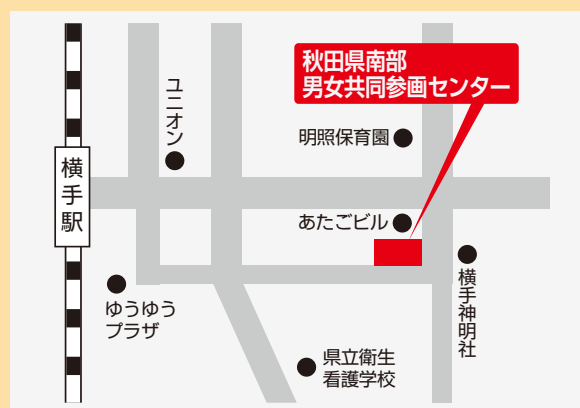 秋田県南部
男女共同参画センター
ユニオン
明照保育園
横手駅
あたごビル
横手神明社
ゆうゆう
プラザ
県立衛生
看護学校